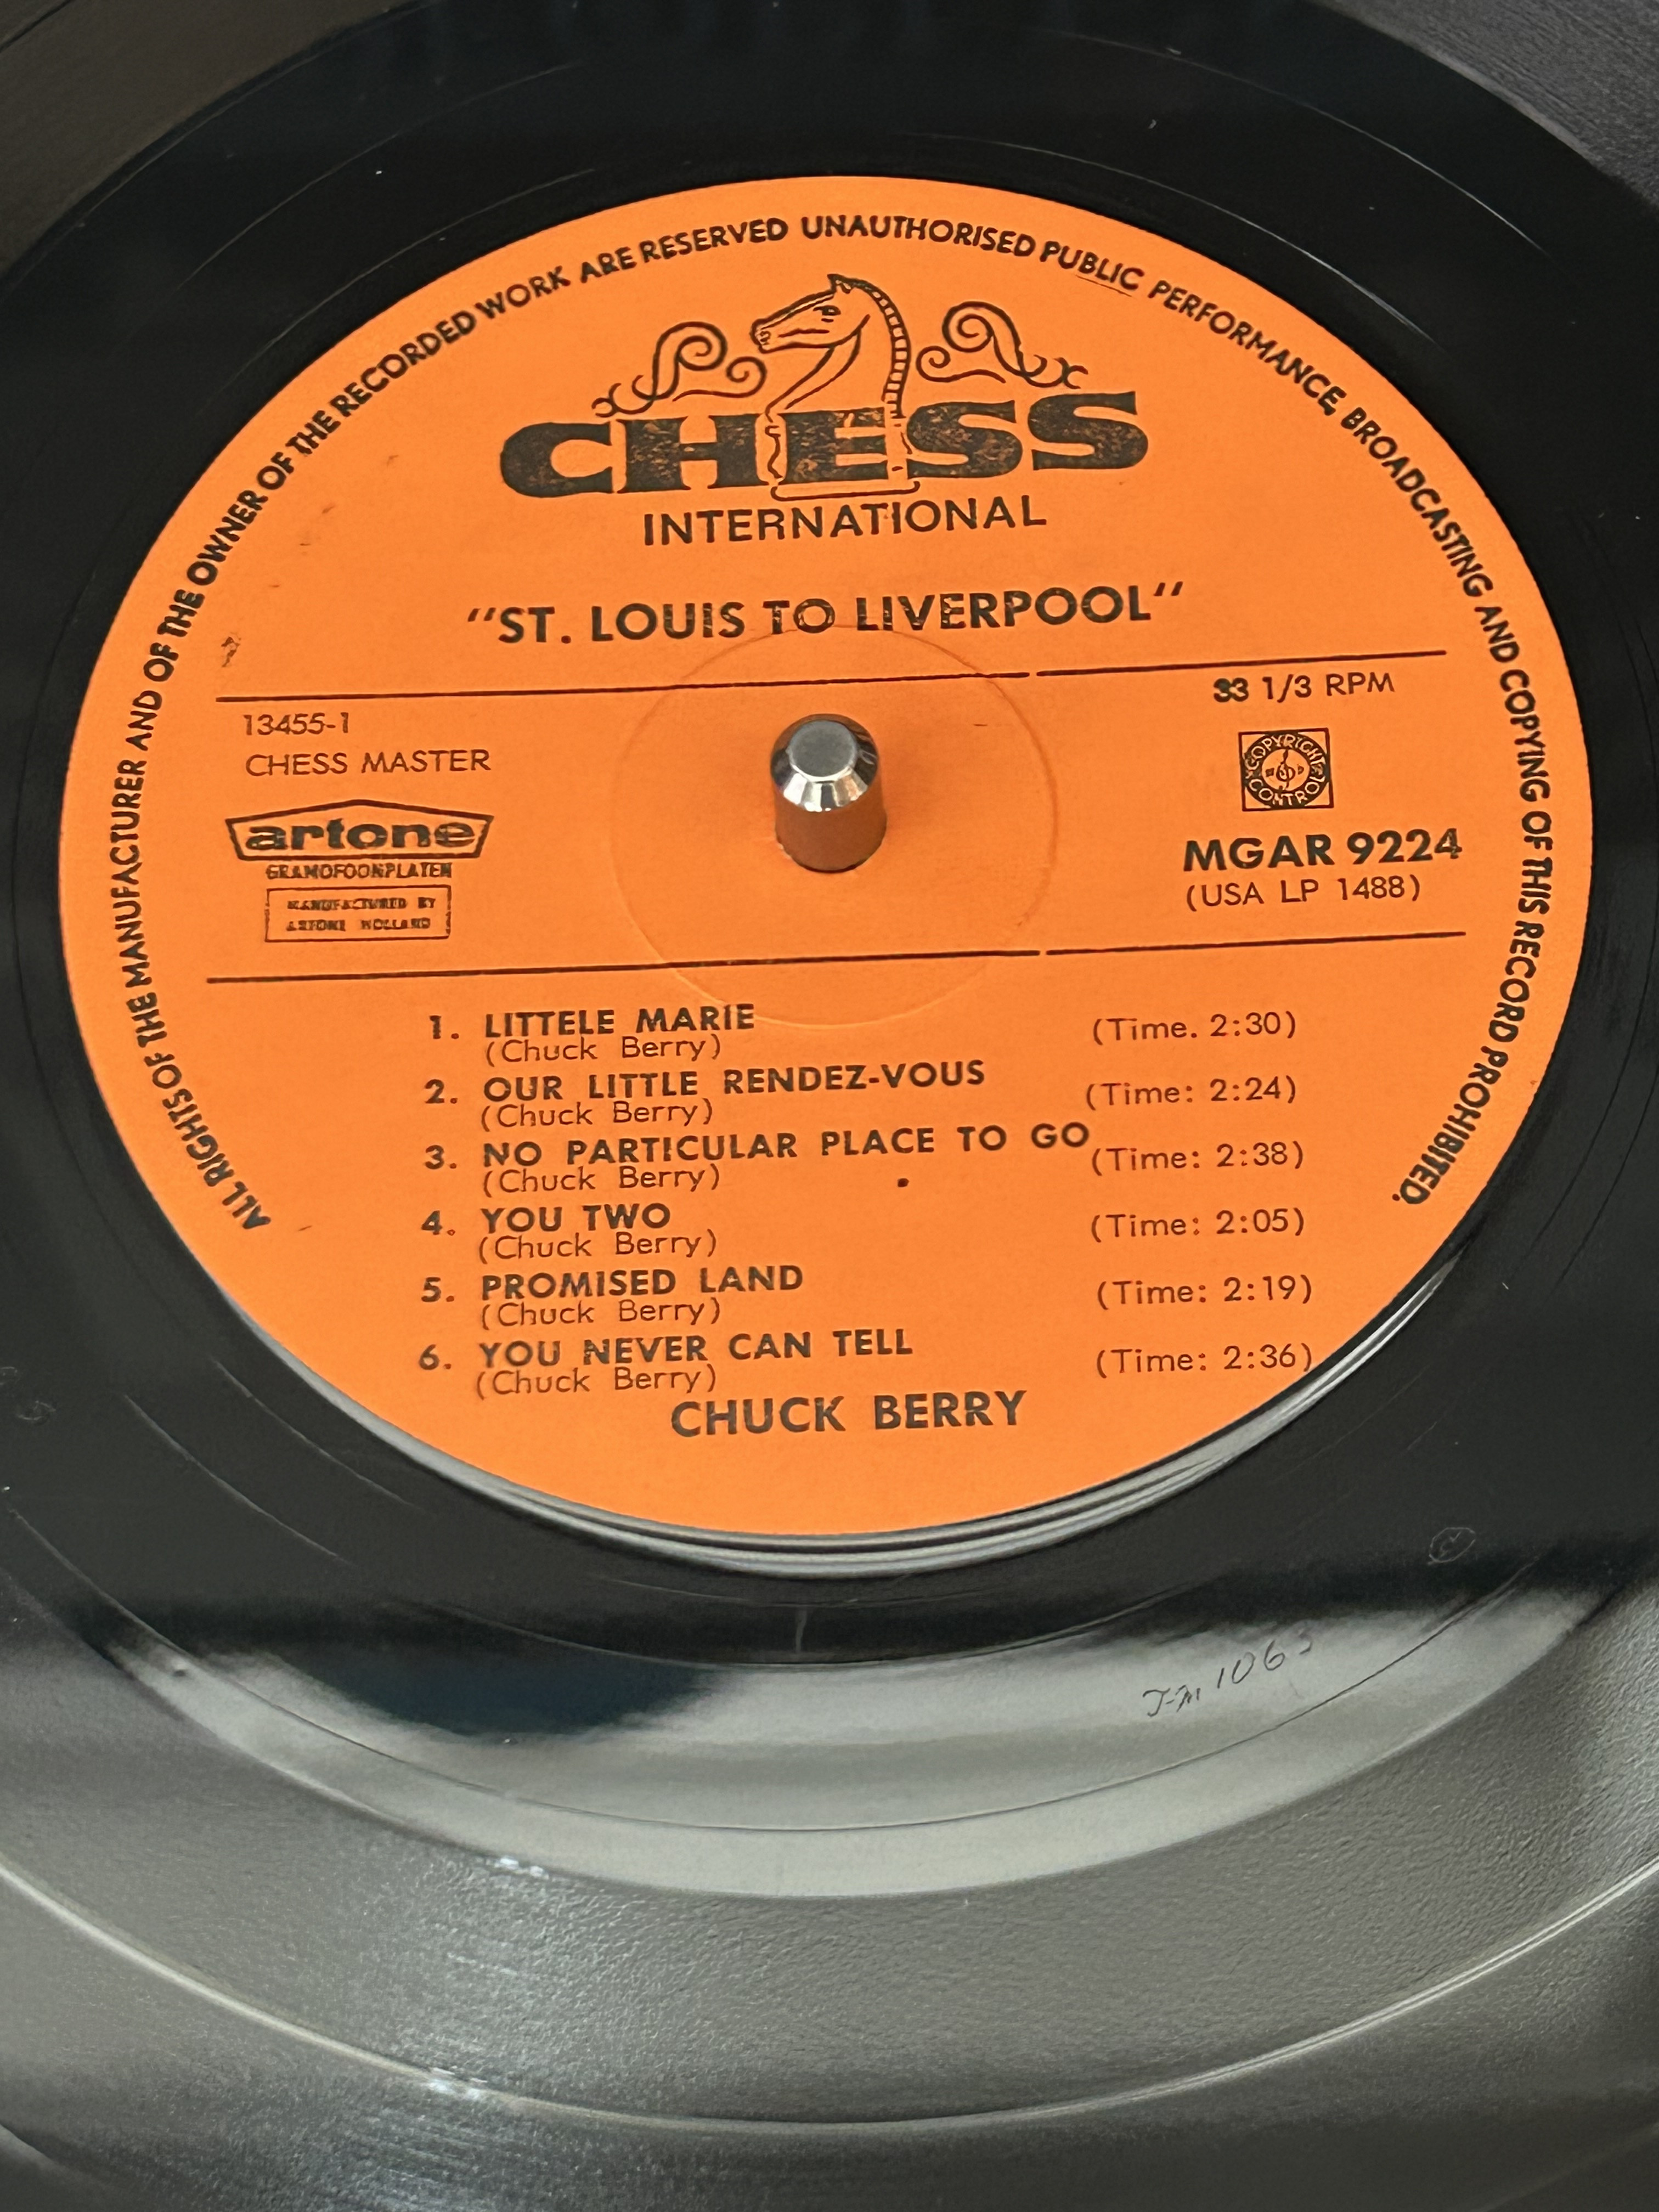 ALL RIGHTS OF THE MANUFACTURER AND OF THE OWNER OF THE RECORDED WORK ARE RESERVED UNAUTHORISED PUBLIC PERFORMANCE, BROADCASTING AND COPYING OF THIS RECORD PROHIBITED.
CHESS
INTERNATIONAL
"ST. LOUIS TO LIVERPOOL"
13455-1
CHESS MASTER
artone
GRAMOFOONPLATEN
MANUFACTURED BY
ARTONE HOLLAND
33 1/3 RPM
COPYRIGHT
CONTROL
MGAR 9224
(USA LP 1488)
1. LITTELE MARIE (Time. 2:30)
(Chuck Berry)
2. OUR LITTLE RENDEZ-VOUS (Time: 2:24)
(Chuck Berry)
3. NO PARTICULAR PLACE TO GO (Time: 2:38)
(Chuck Berry)
4. YOU TWO (Time: 2:05)
(Chuck Berry)
5. PROMISED LAND (Time: 2:19)
(Chuck Berry)
6. YOU NEVER CAN TELL (Time: 2:36)
(Chuck Berry)
CHUCK BERRY